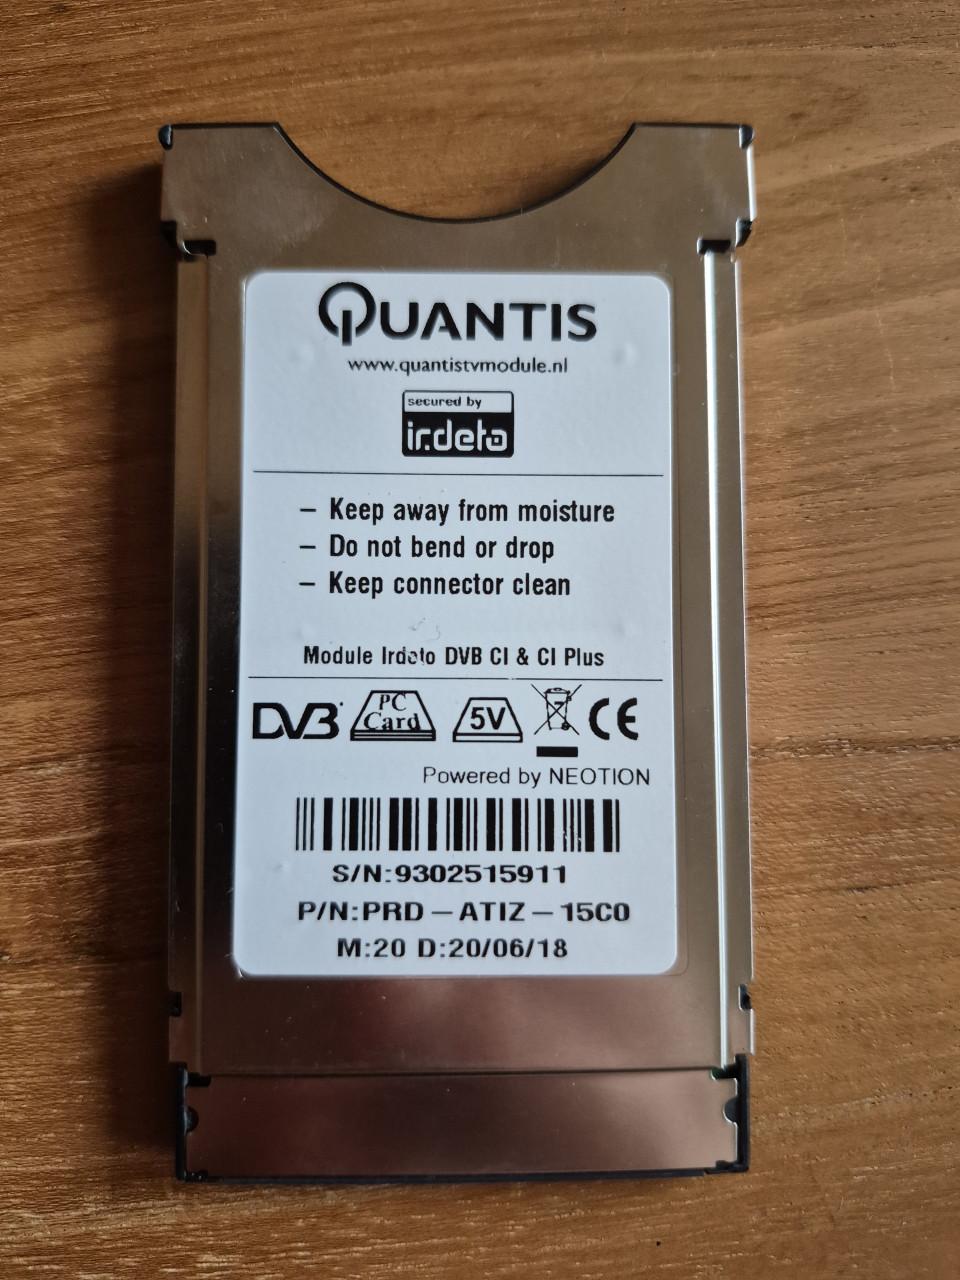 QUANTIS
www.quantistvmodule.nl
secured by
irdeto
– Keep away from moisture
– Do not bend or drop
– Keep connector clean
Module Irdeto DVB CI & CI Plus
DVB PC Card 5V 7 CE
Powered by NEOTION
S/N:9302515911
P/N:PRD – ATIZ – 15C0
M:20 D:20/06/18